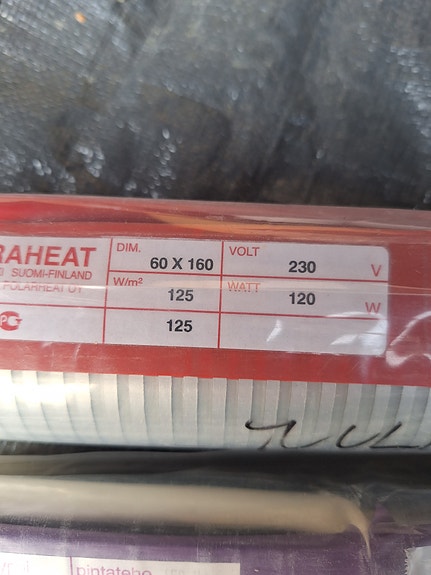 RAHEAT
SUOMI-FINLAND
POLARHEAT OY
DIM.
60 X 160
VOLT
230 V
W/m²
125
WATT
120 W
125
pintateho